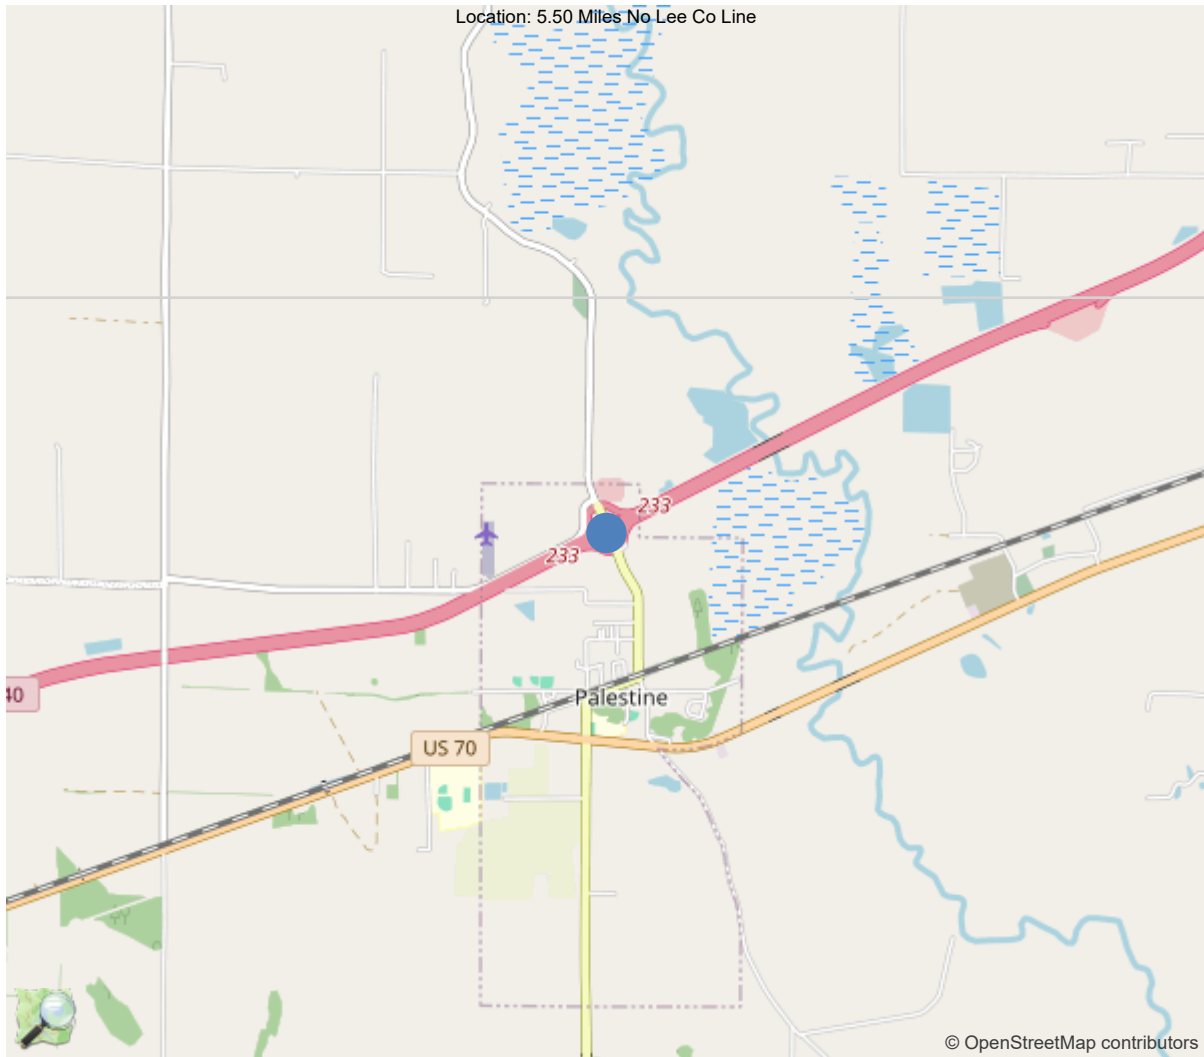 Location: 5.50 Miles No Lee Co Line
233
233
40
Palestine
US 70
© OpenStreetMap contributors